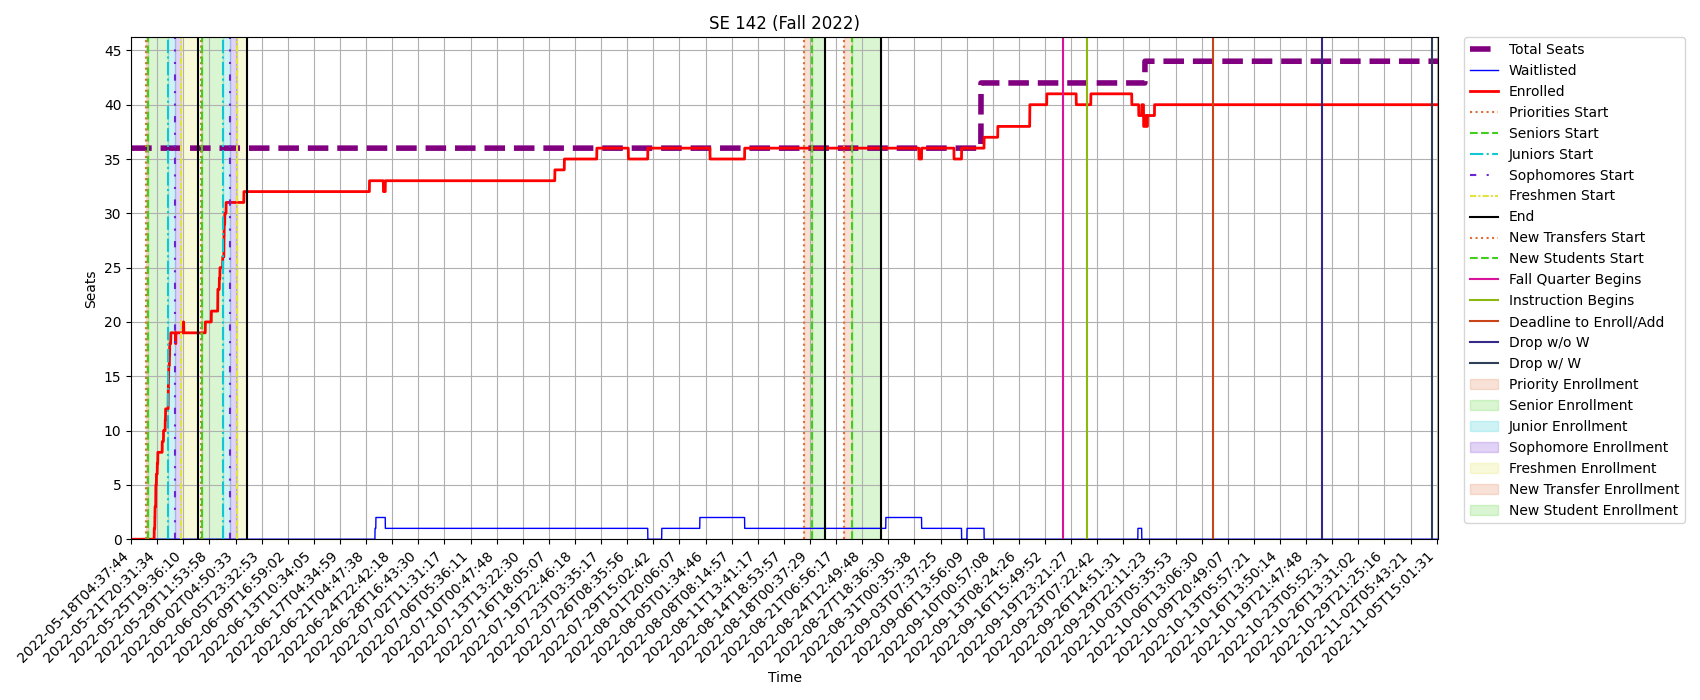 SE 142 (Fall 2022)
Seats
45
40
35
30
25
20
15
10
5
0
2022-05-18T04:37:44
2022-05-21T20:31:34
2022-05-25T19:36:10
2022-05-29T11:53:58
2022-06-02T04:50:33
2022-06-05T23:32:53
2022-06-09T16:59:02
2022-06-13T10:34:05
2022-06-17T04:34:59
2022-06-21T04:47:38
2022-06-24T22:42:18
2022-06-28T16:43:30
2022-07-02T11:31:17
2022-07-06T05:36:11
2022-07-10T00:47:48
2022-07-13T13:22:30
2022-07-16T18:05:07
2022-07-19T22:46:18
2022-07-23T03:35:17
2022-07-26T08:35:56
2022-07-29T15:02:42
2022-08-01T20:06:07
2022-08-05T01:34:46
2022-08-08T08:14:57
2022-08-11T13:41:17
2022-08-14T18:53:57
2022-08-18T00:37:29
2022-08-21T06:56:17
2022-08-24T12:49:48
2022-08-27T18:36:30
2022-08-31T00:35:38
2022-09-03T07:37:25
2022-09-06T13:56:09
2022-09-10T00:57:08
2022-09-13T08:24:26
2022-09-16T15:49:52
2022-09-19T23:21:27
2022-09-23T07:22:42
2022-09-26T14:51:31
2022-09-29T22:11:23
2022-10-03T05:35:53
2022-10-06T13:06:30
2022-10-09T20:49:07
2022-10-13T05:57:21
2022-10-16T13:50:14
2022-10-19T21:47:48
2022-10-23T05:52:31
2022-10-26T13:31:02
2022-10-29T21:25:16
2022-11-02T05:43:21
2022-11-05T15:01:31
Time
Total Seats
Waitlisted
Enrolled
Priorities Start
Seniors Start
Juniors Start
Sophomores Start
Freshmen Start
End
New Transfers Start
New Students Start
Fall Quarter Begins
Instruction Begins
Deadline to Enroll/Add
Drop w/o W
Drop w/ W
Priority Enrollment
Senior Enrollment
Junior Enrollment
Sophomore Enrollment
Freshmen Enrollment
New Transfer Enrollment
New Student Enrollment